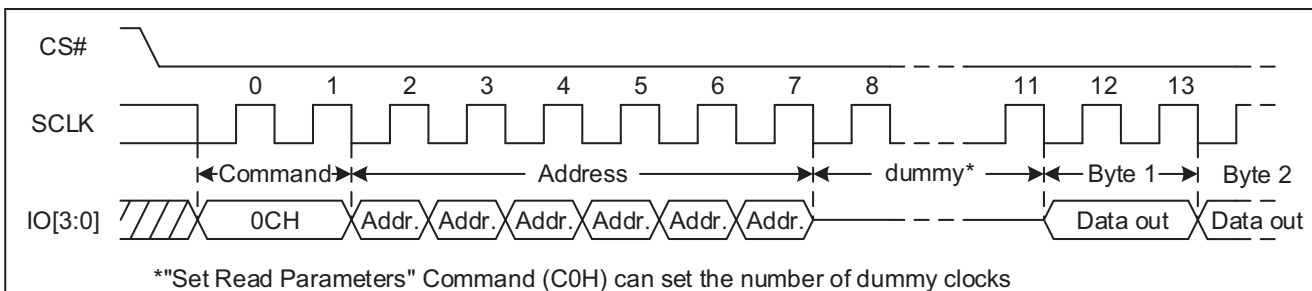 CS#
0 1 2 3 4 5 6 7 8 11 12 13
SCLK
Command Address dummy* Byte 1 Byte 2
IO[3:0] 0CH Addr. Addr. Addr. Addr. Addr. Addr. Data out Data out
*"Set Read Parameters" Command (C0H) can set the number of dummy clocks